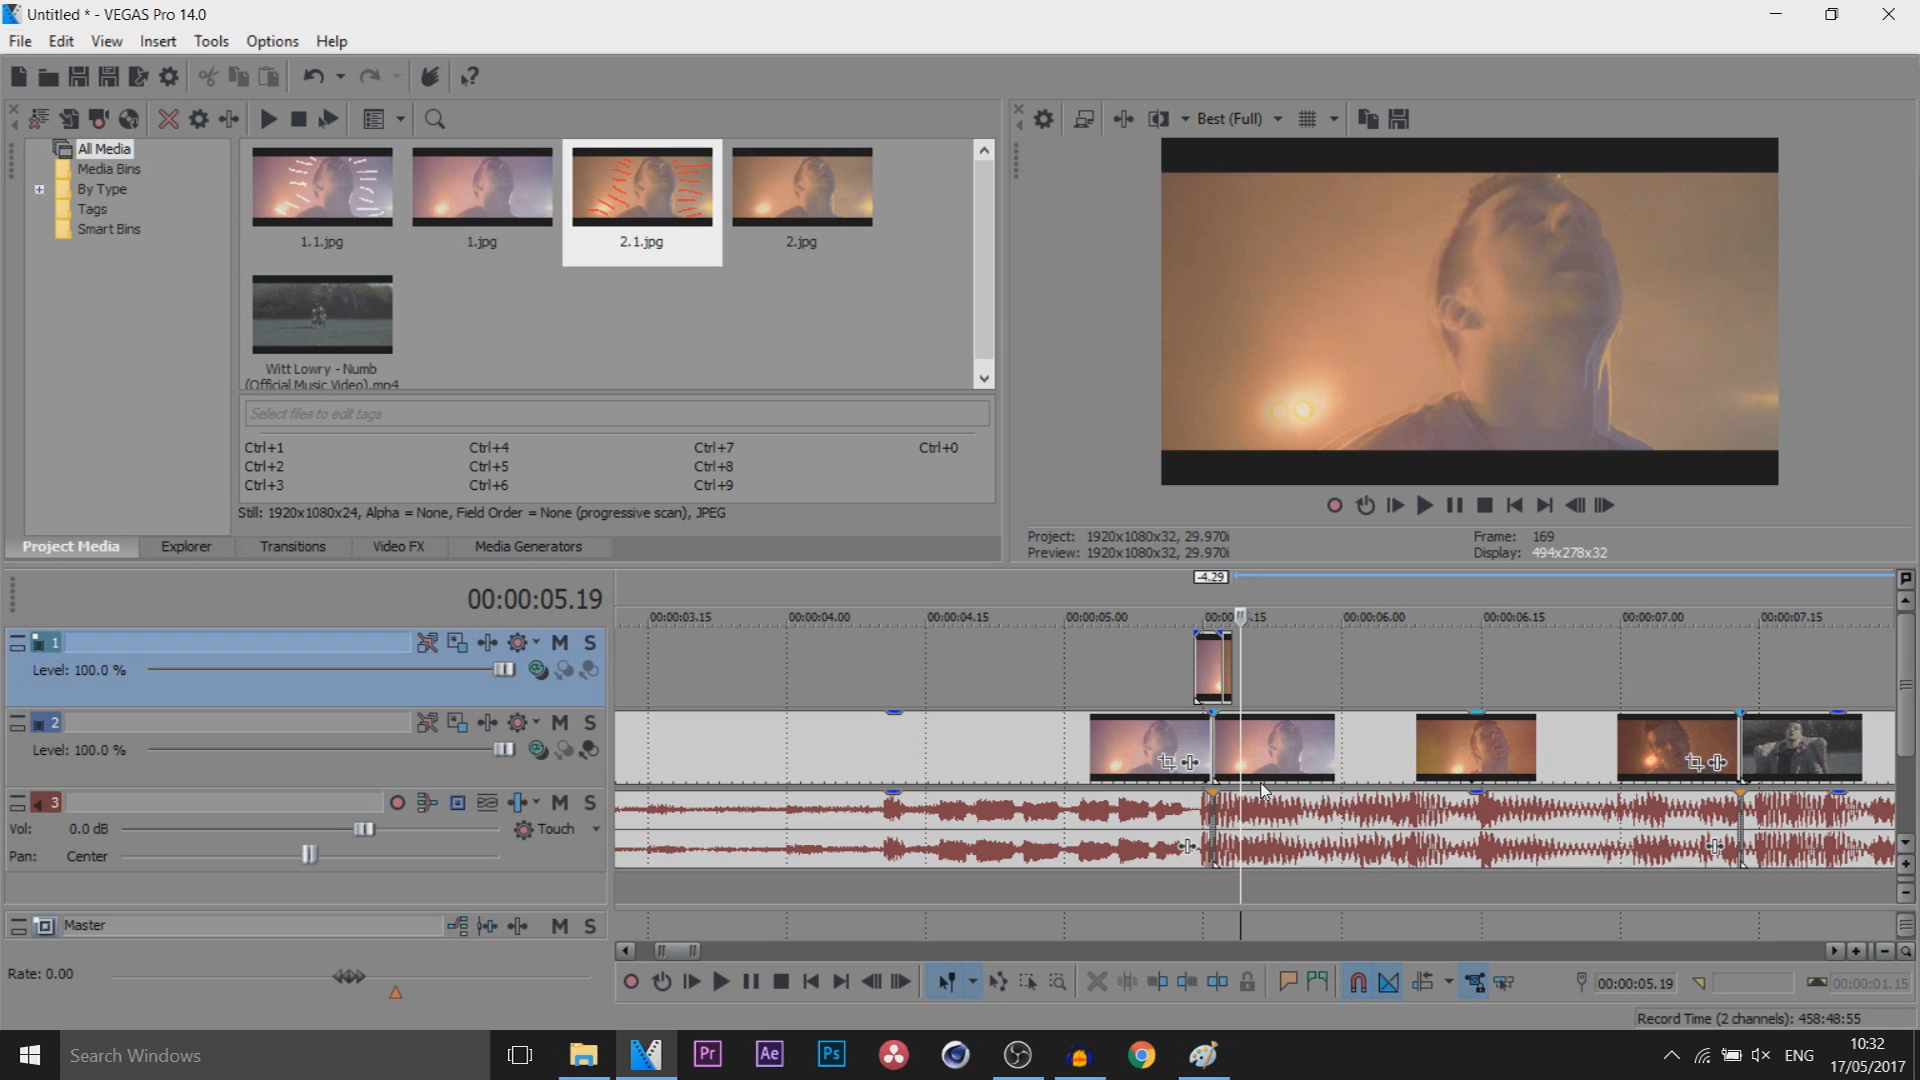 Untitled * - VEGAS Pro 14.0
File Edit View Insert Tools Options Help
Best (Full)
All Media
Media Bins
By Type
Tags
Smart Bins
1.1.jpg 1.jpg 2.1.jpg 2.jpg
Witt Lowry - Numb
(Official Music Video).mp4
Select files to edit tags
Ctrl+1 Ctrl+4 Ctrl+7 Ctrl+0
Ctrl+2 Ctrl+5 Ctrl+8
Ctrl+3 Ctrl+6 Ctrl+9
Still: 1920x1080x24, Alpha = None, Field Order = None (progressive scan), JPEG
Project Media Explorer Transitions Video FX Media Generators
Project: 1920x1080x32, 29.970i Frame: 169
Preview: 1920x1080x32, 29.970i Display: 494x278x32
-4.29
00:00:05.19
00:00:03.15 00:00:04.00 00:00:04.15 00:00:05.00 00:00 .15 00:00:06.00 00:00:06.15 00:00:07.00 00:00:07.15
1 M S
Level: 100.0 %
2 M S
Level: 100.0 %
3 M S
Vol: 0.0 dB Touch
Pan: Center
Master M S
Rate: 0.00
00:00:05.19 00:00:01.15
Record Time (2 channels): 458:48:55
Search Windows
Pr Ae Ps
ENG
10:32
17/05/2017